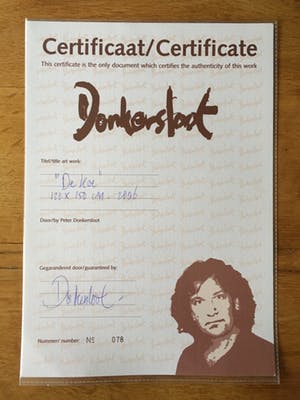 Certificaat/Certificate
This certificate is the only document which certifies the authenticity of this work
Donkersloot
Titel/title art work:
"De Koe"
120 x 150 cm - 2006
Door/by Peter Donkersloot
Gegarandeerd door/guaranteed by
Donkersloot
Nummer/ number: № 078